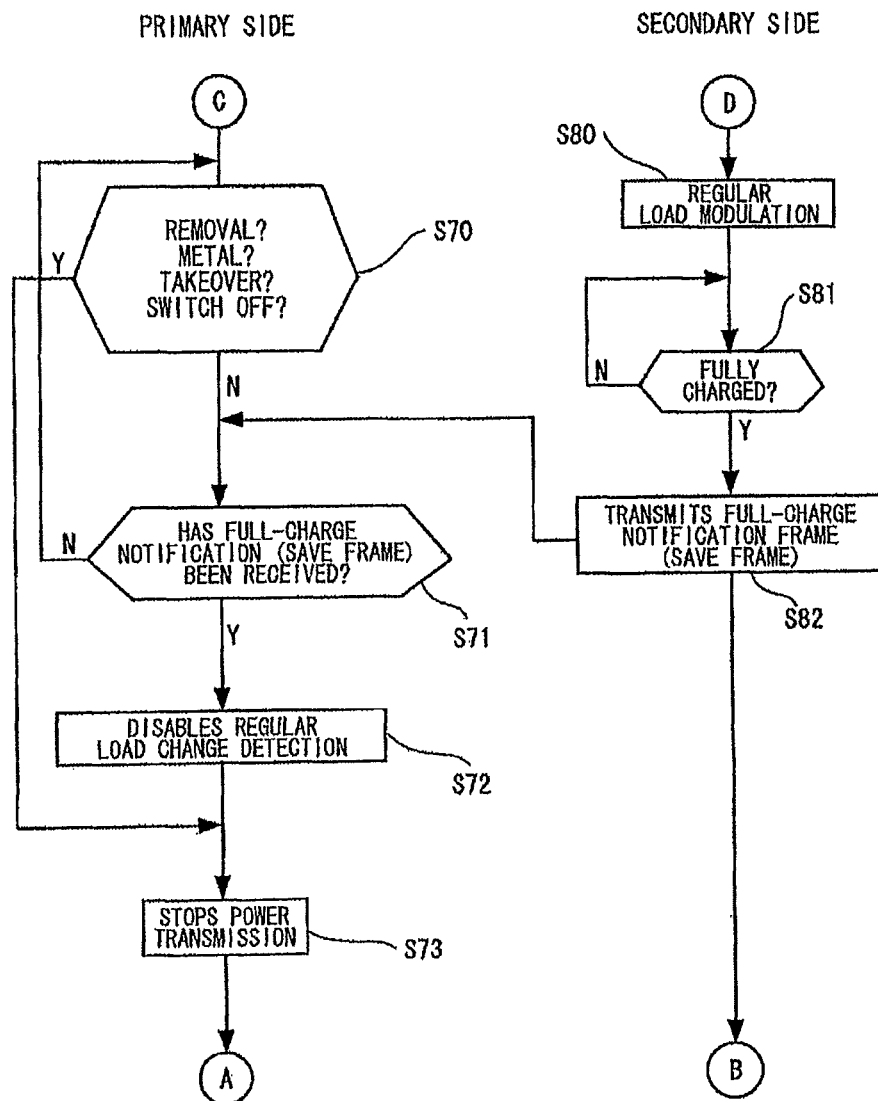 PRIMARY SIDE
SECONDARY SIDE
C
D
S80
REGULAR
LOAD MODULATION
REMOVAL?
METAL?
TAKEOVER?
SWITCH OFF?
S70
Y
N
S81
FULLY
CHARGED?
N
Y
HAS FULL-CHARGE
NOTIFICATION (SAVE FRAME)
BEEN RECEIVED?
N
S71
Y
TRANSMITS FULL-CHARGE
NOTIFICATION FRAME
(SAVE FRAME)
S82
DISABLES REGULAR
LOAD CHANGE DETECTION
S72
STOPS POWER
TRANSMISSION
S73
A
B